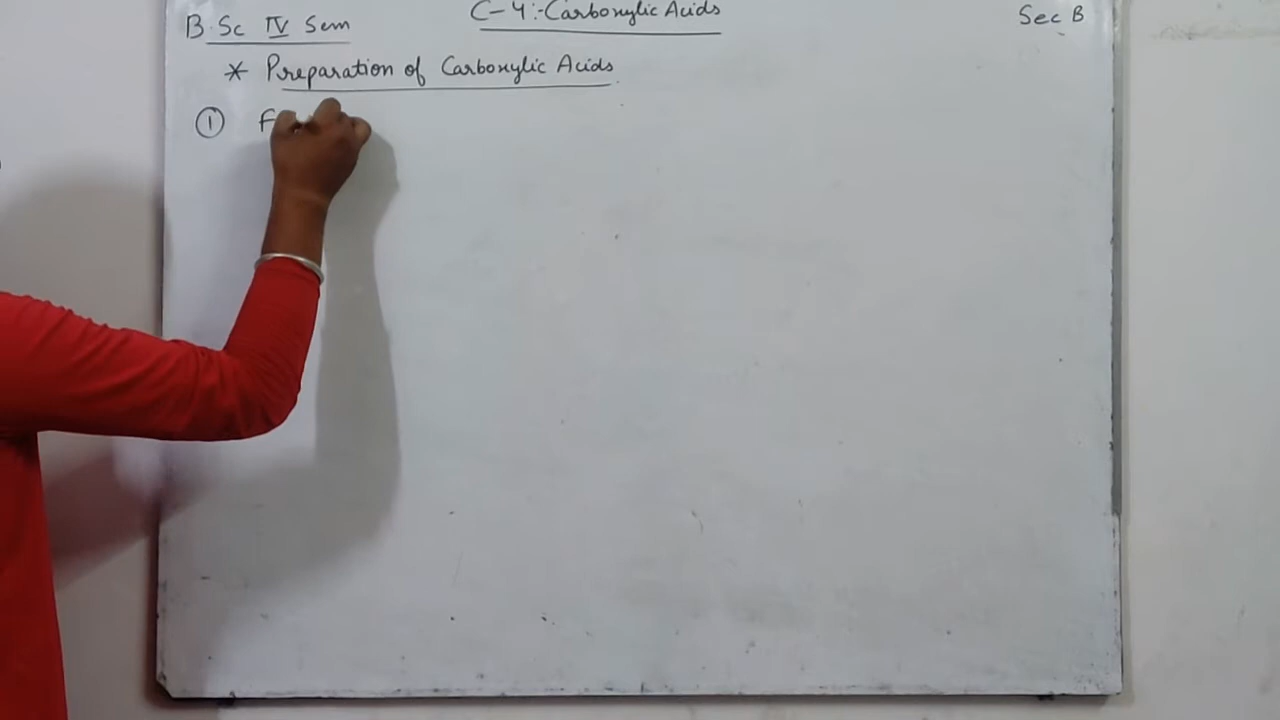 B.Sc IV Sem
C-4:-Carboxylic Acids
Sec B
* Preparation of Carboxylic Acids
① F